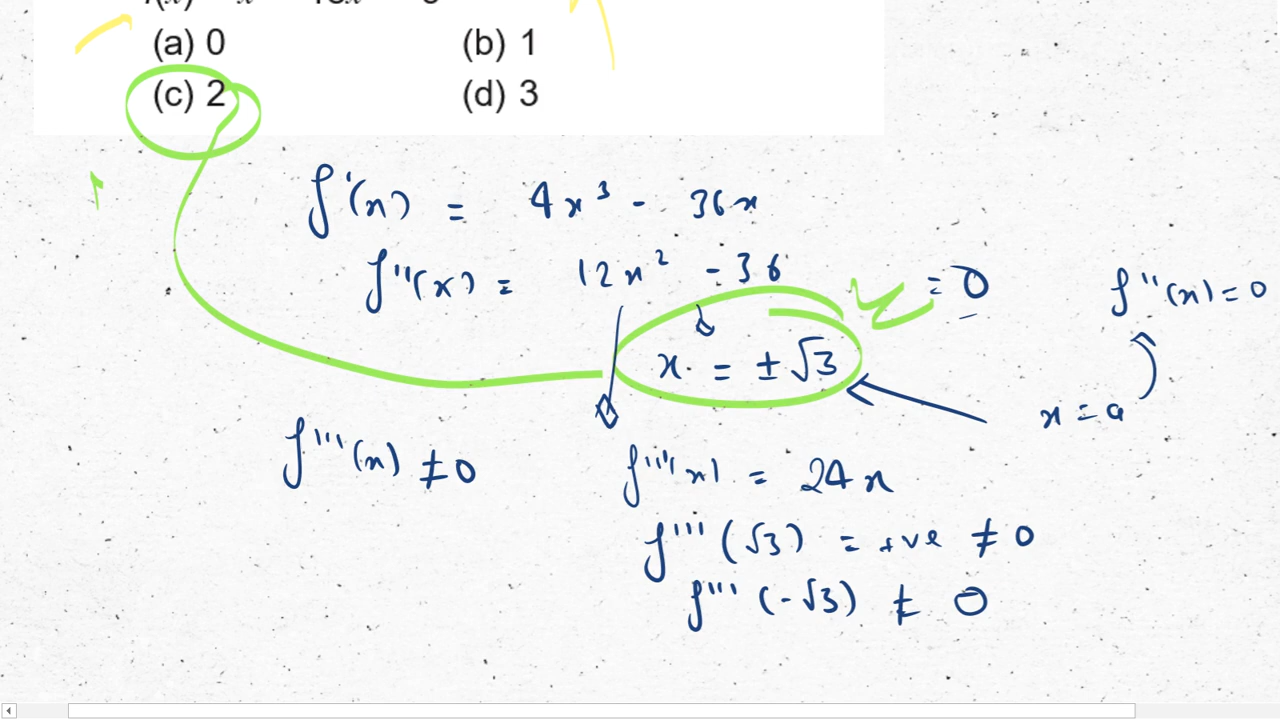 (a) 0 (b) 1
(c) 2 (d) 3
f'(x) = 4x³ - 36x
f''(x) = 12x² - 36 = 0
f''(x) = 0
x = ±√3
x = a
f'''(x) ≠ 0
f'''(x) = 24x
f'''(√3) = +ve ≠ 0
f'''(-√3) ≠ 0